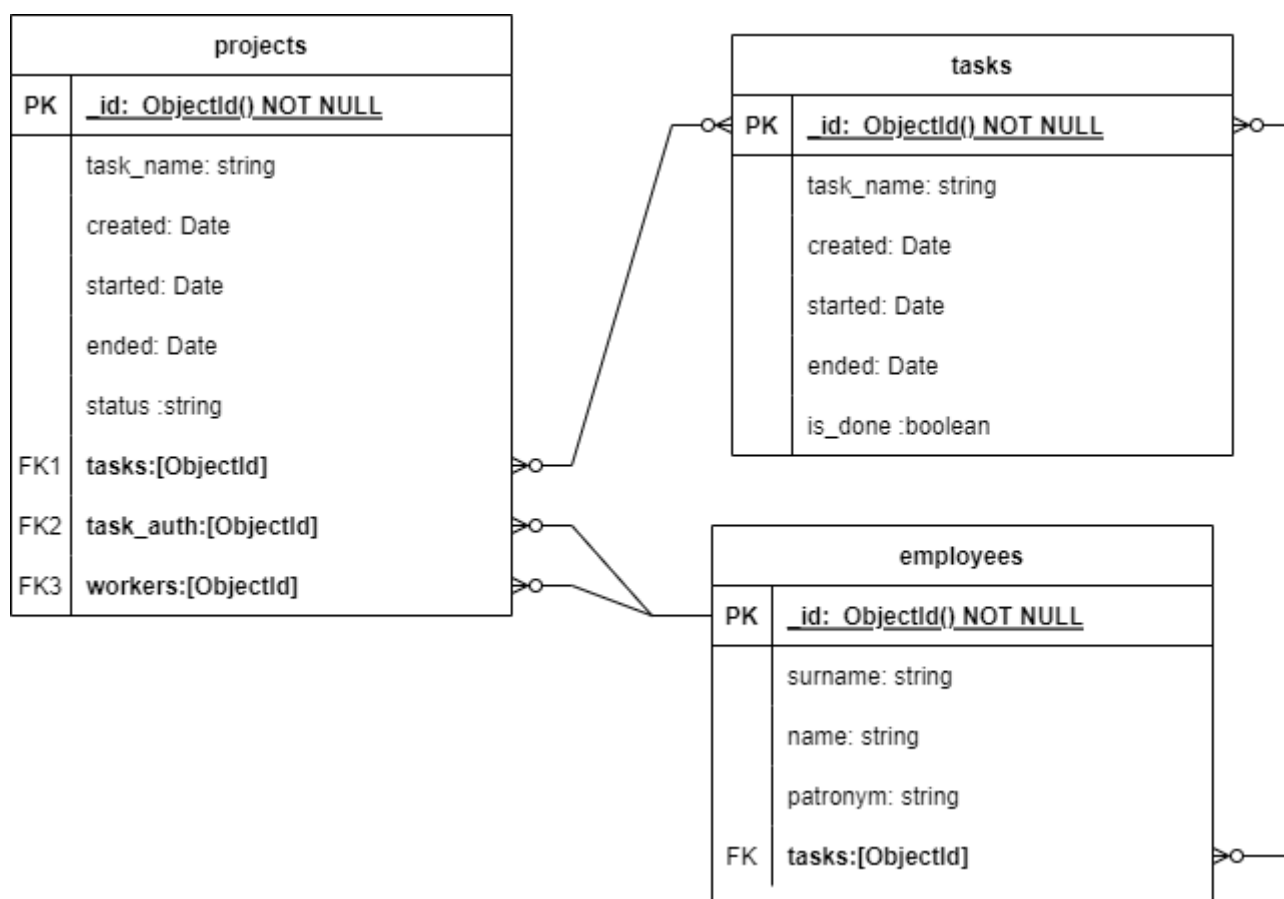 projects
PK _id: ObjectId() NOT NULL
task_name: string
created: Date
started: Date
ended: Date
status :string
FK1 tasks:[ObjectId]
FK2 task_auth:[ObjectId]
FK3 workers:[ObjectId]
tasks
PK _id: ObjectId() NOT NULL
task_name: string
created: Date
started: Date
ended: Date
is_done :boolean
employees
PK _id: ObjectId() NOT NULL
surname: string
name: string
patronym: string
FK tasks:[ObjectId]